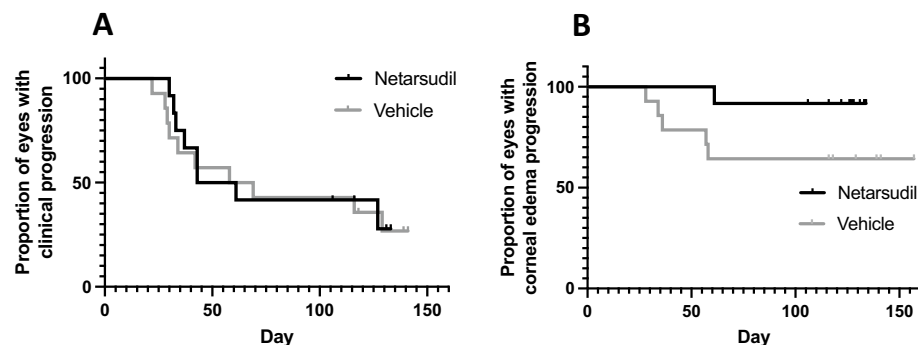 A
Proportion of eyes with
clinical progression
100
50
0
0
50
100
150
Day
Netarsudil
Vehicle
B
Proportion of eyes with
corneal edema progression
100
50
0
0
50
100
150
Day
Netarsudil
Vehicle